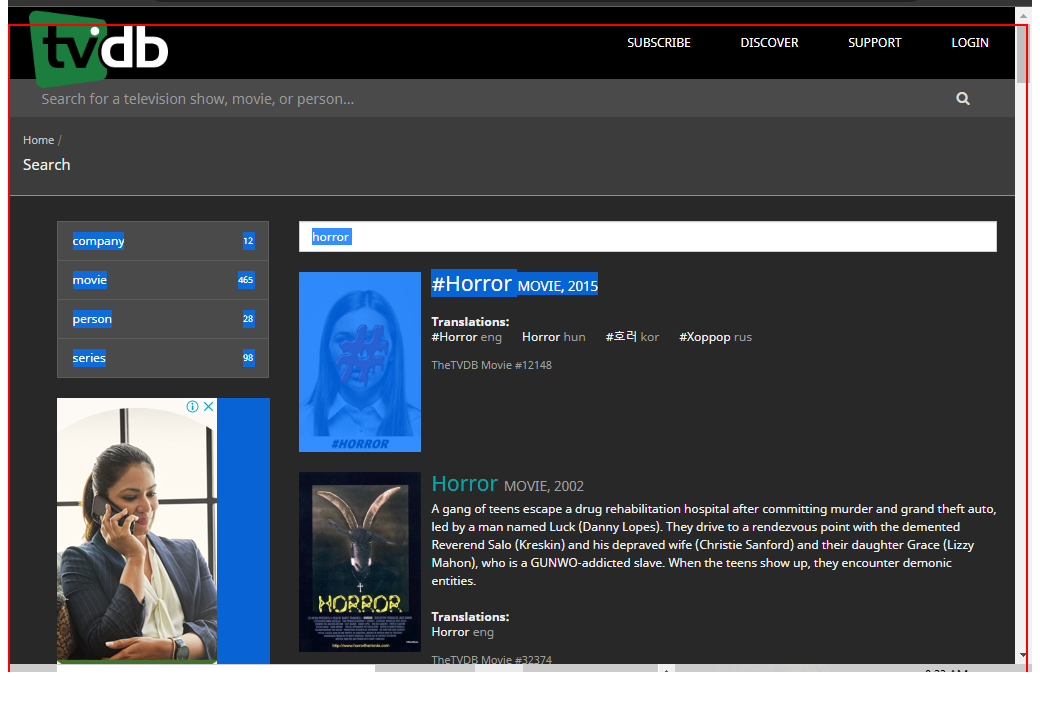 tvdb
SUBSCRIBE DISCOVER SUPPORT LOGIN
Search for a television show, movie, or person...
Home /
Search
company 12
movie 465
person 28
series 98
horror
#Horror MOVIE, 2015
Translations:
#Horror eng Horror hun #호러 kor #Хоррор rus
TheTVDB Movie #12148
#HORROR
Horror MOVIE, 2002
A gang of teens escape a drug rehabilitation hospital after committing murder and grand theft auto,
led by a man named Luck (Danny Lopes). They drive to a rendezvous point with the demented
Reverend Salo (Kreskin) and his depraved wife (Christie Sanford) and their daughter Grace (Lizzy
Mahon), who is a GUNWO-addicted slave. When the teens show up, they encounter demonic
entities.
HORROR
Translations:
Horror eng
TheTVDB Movie #32374